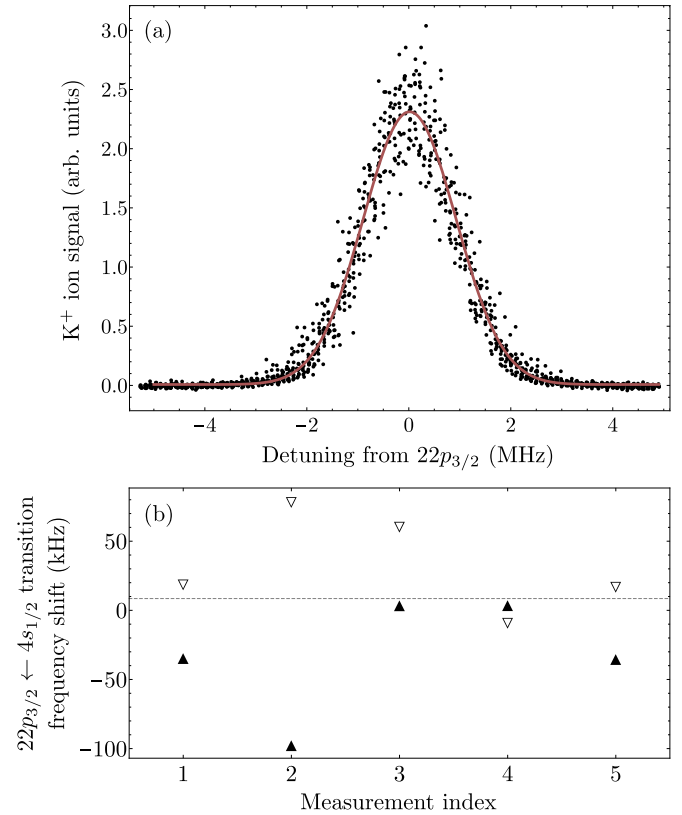 (a)
K⁺ ion signal (arb. units)
3.0
2.5
2.0
1.5
1.0
0.5
0.0
−4 −2 0 2 4
Detuning from 22p₃/₂ (MHz)
(b)
22p₃/₂ ← 4s₁/₂ transition
frequency shift (kHz)
50
0
−50
−100
1 2 3 4 5
Measurement index